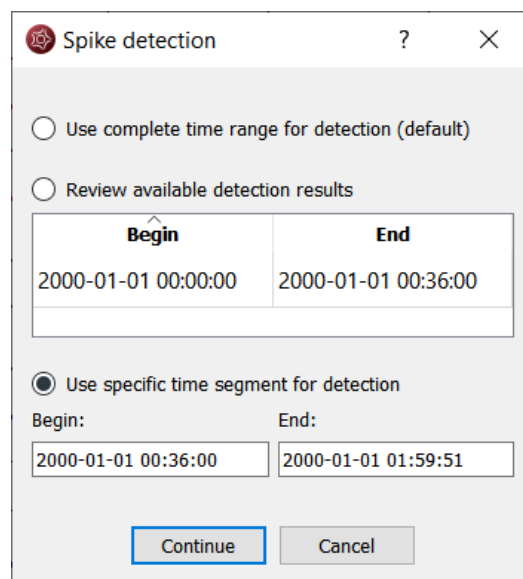 Spike detection ? X
Use complete time range for detection (default)
Review available detection results
Begin End
2000-01-01 00:00:00 2000-01-01 00:36:00
Use specific time segment for detection
Begin: End:
2000-01-01 00:36:00 2000-01-01 01:59:51
Continue Cancel